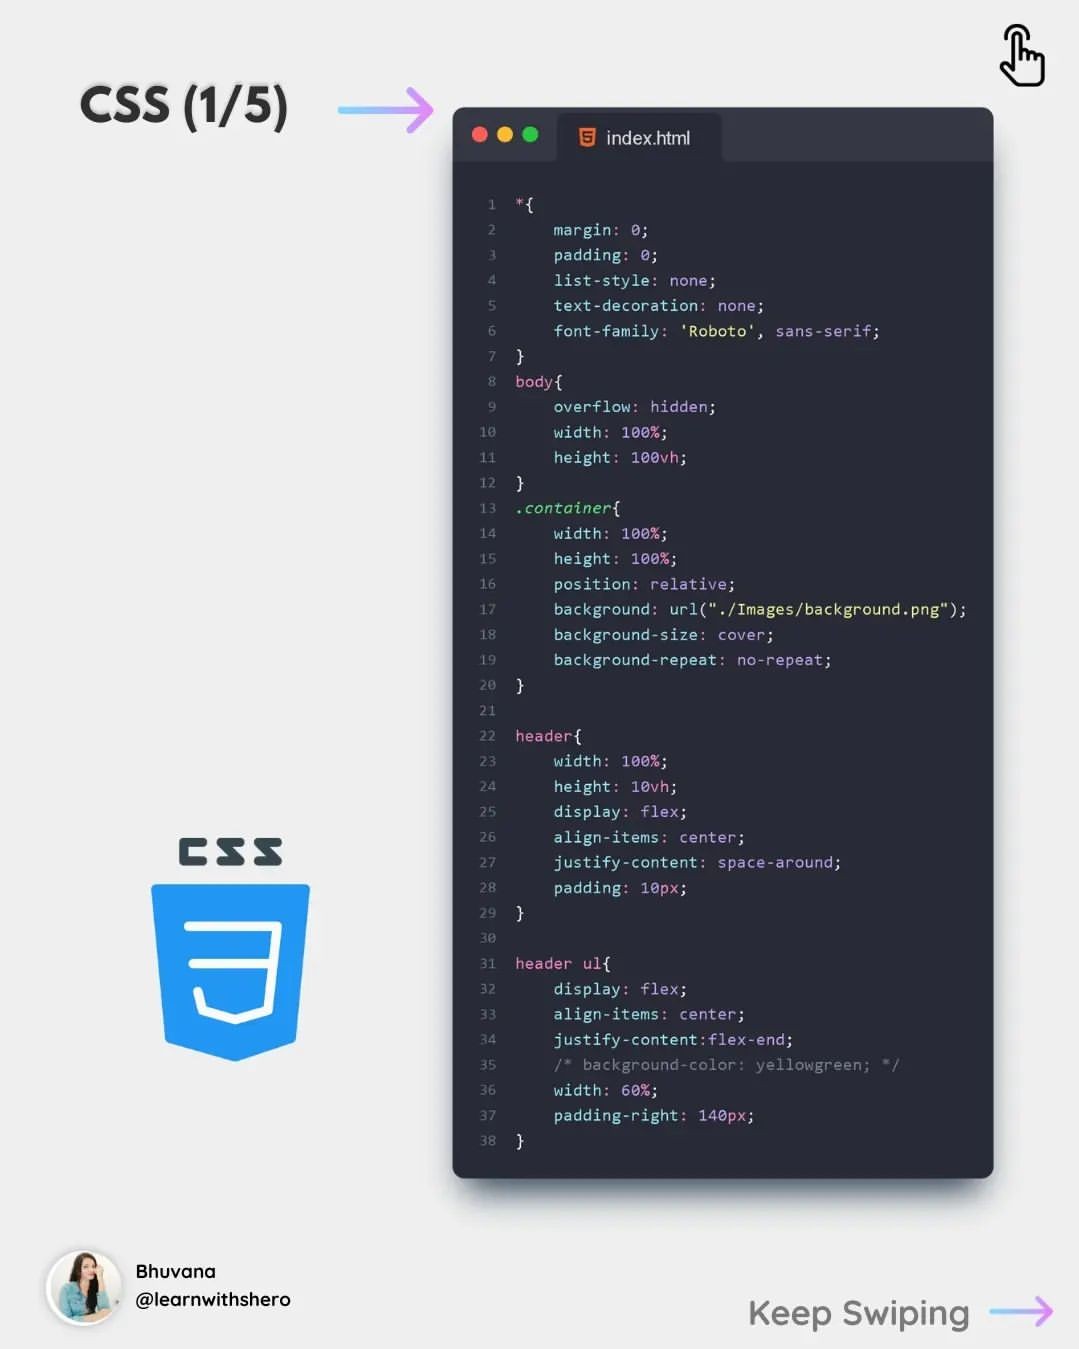 CSS (1/5)
index.html
1 *{
2     margin: 0;
3     padding: 0;
4     list-style: none;
5     text-decoration: none;
6     font-family: 'Roboto', sans-serif;
7 }
8 body{
9     overflow: hidden;
10     width: 100%;
11     height: 100vh;
12 }
13 .container{
14     width: 100%;
15     height: 100%;
16     position: relative;
17     background: url("./Images/background.png");
18     background-size: cover;
19     background-repeat: no-repeat;
20 }
21
22 header{
23     width: 100%;
24     height: 10vh;
25     display: flex;
26     align-items: center;
27     justify-content: space-around;
28     padding: 10px;
29 }
30
31 header ul{
32     display: flex;
33     align-items: center;
34     justify-content:flex-end;
35     /* background-color: yellowgreen; */
36     width: 60%;
37     padding-right: 140px;
38 }
CSS
3
Bhuvana
@learnwithshero
Keep Swiping